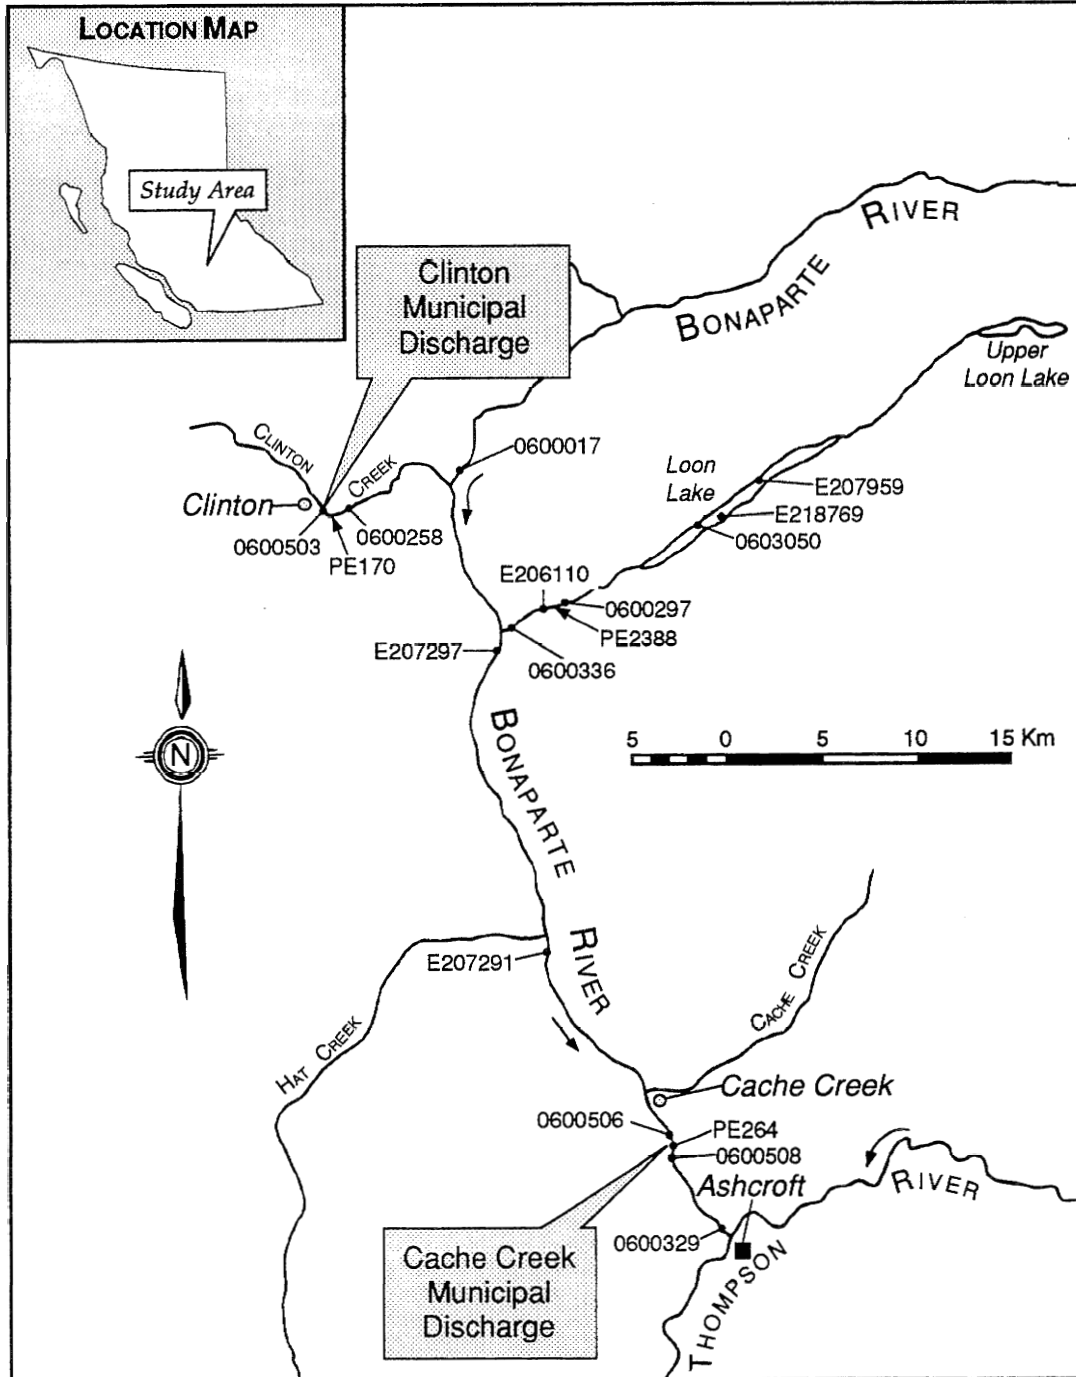 LOCATION MAP
Study Area
Clinton
Municipal
Discharge
RIVER
BONAPARTE
Upper
Loon Lake
CLINTON
CREEK
0600017
Loon
Lake
E207959
E218769
0603050
Clinton
0600503
0600258
PE170
E206110
0600297
PE2388
E207297
0600336
N
BONAPARTE
5 0 5 10 15 Km
RIVER
E207291
CACHE CREEK
HAT CREEK
Cache Creek
0600506
PE264
0600508
Ashcroft
RIVER
0600329
THOMPSON
Cache Creek
Municipal
Discharge